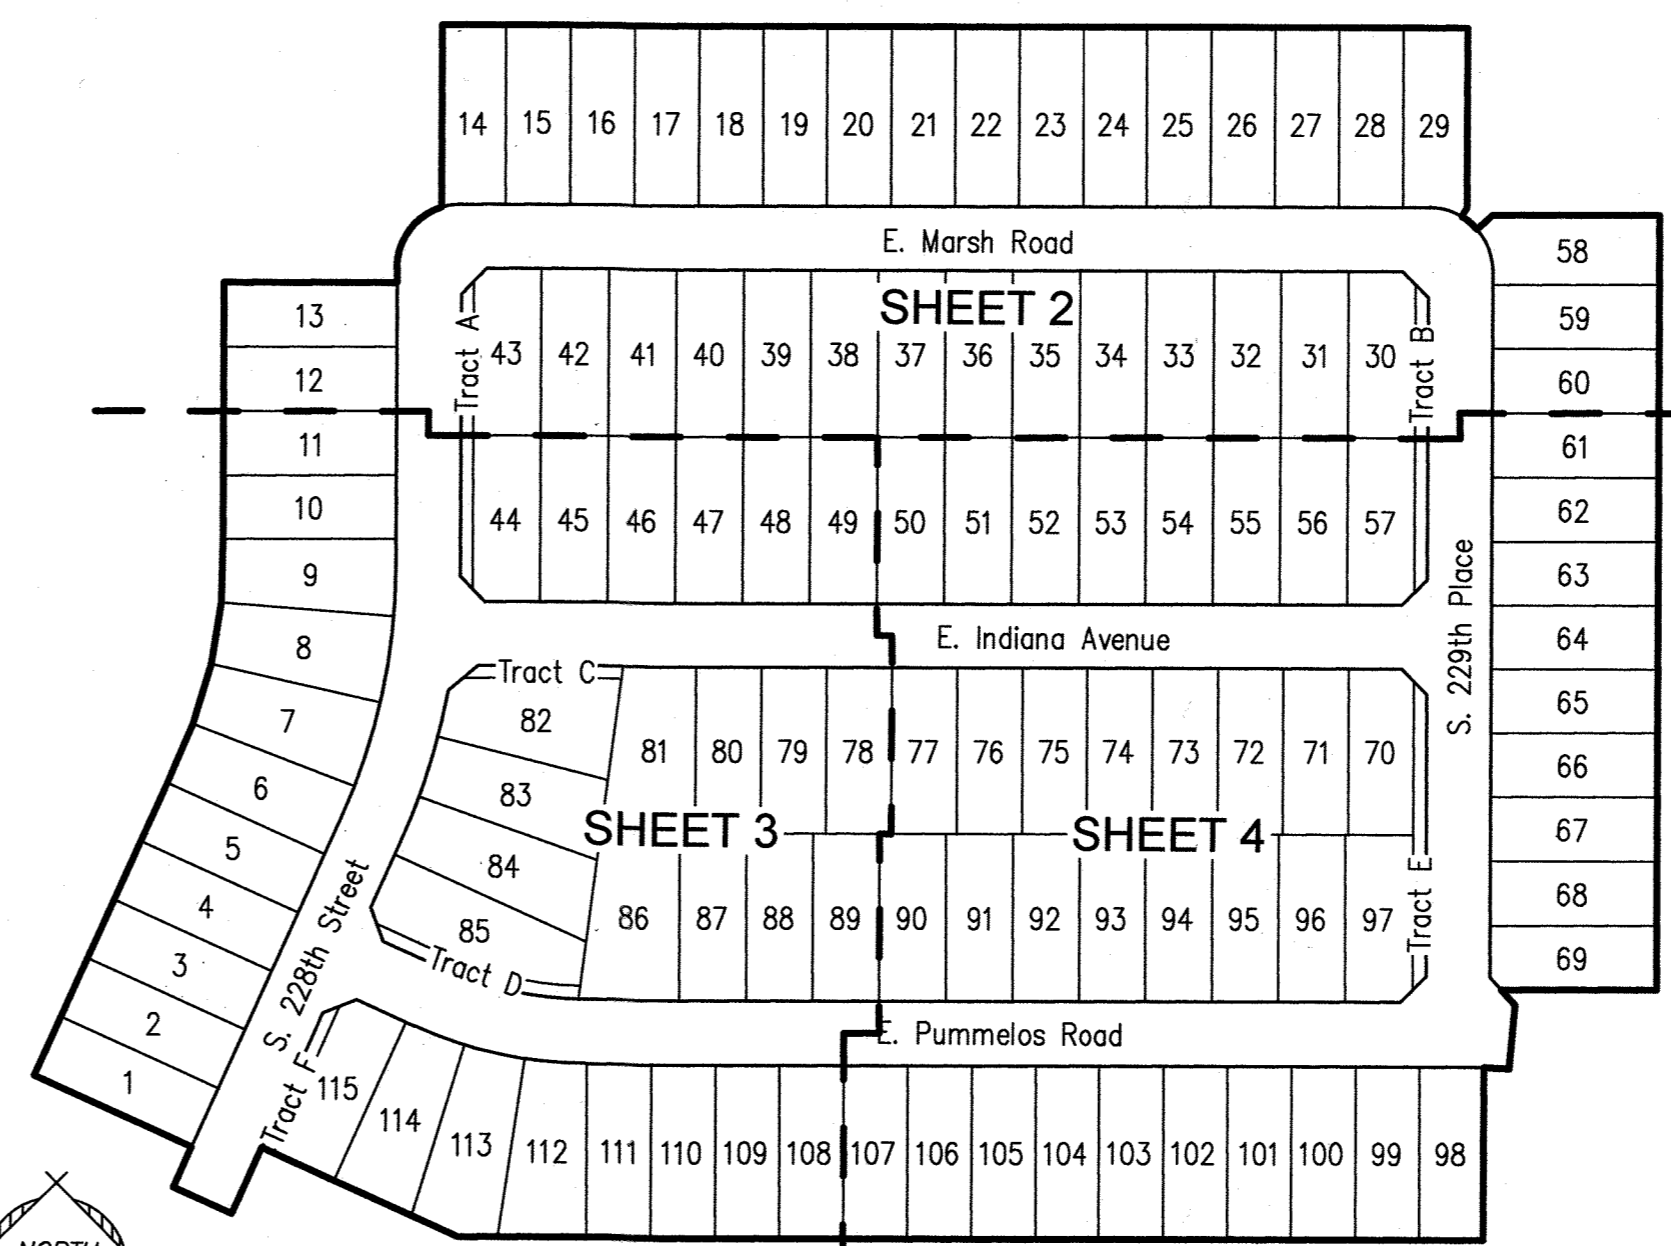 14 15 16 17 18 19 20 21 22 23 24 25 26 27 28 29
E. Marsh Road
58
59
60
61
62
63
64
65
66
67
68
69
13
12
11
10
9
8
7
6
5
4
3
2
1
SHEET 2
Tract A
43 42 41 40 39 38 37 36 35 34 33 32 31 30
Tract B
44 45 46 47 48 49 50 51 52 53 54 55 56 57
E. Indiana Avenue
S. 229th Place
Tract C
82
83
84
85
81 80 79 78 77 76 75 74 73 72 71 70
SHEET 3
SHEET 4
86 87 88 89 90 91 92 93 94 95 96 97
Tract E
Tract D
S. 228th Street
E. Pummelos Road
Tract F
115 114 113 112 111 110 109 108 107 106 105 104 103 102 101 100 99 98
NORTH